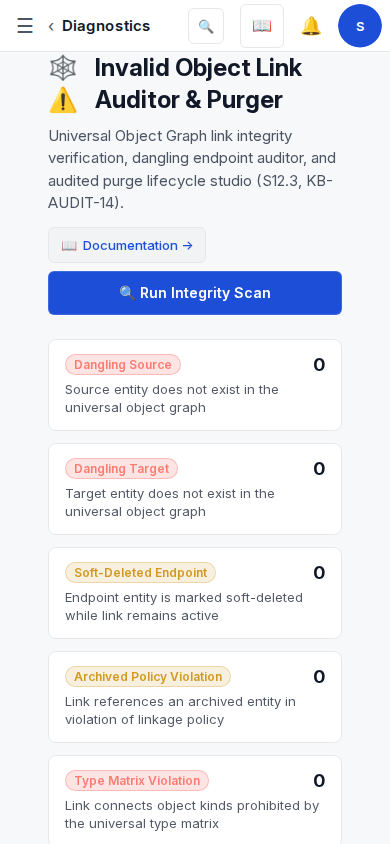 ☰ ‹ Diagnostics 🔍 📖 🔔 S
🕸️ Invalid Object Link
⚠️ Auditor & Purger
Universal Object Graph link integrity
verification, dangling endpoint auditor, and
audited purge lifecycle studio (S12.3, KB-
AUDIT-14).
📖 Documentation →
🔍 Run Integrity Scan
Dangling Source 0
Source entity does not exist in the
universal object graph
Dangling Target 0
Target entity does not exist in the
universal object graph
Soft-Deleted Endpoint 0
Endpoint entity is marked soft-deleted
while link remains active
Archived Policy Violation 0
Link references an archived entity in
violation of linkage policy
Type Matrix Violation 0
Link connects object kinds prohibited by
the universal type matrix